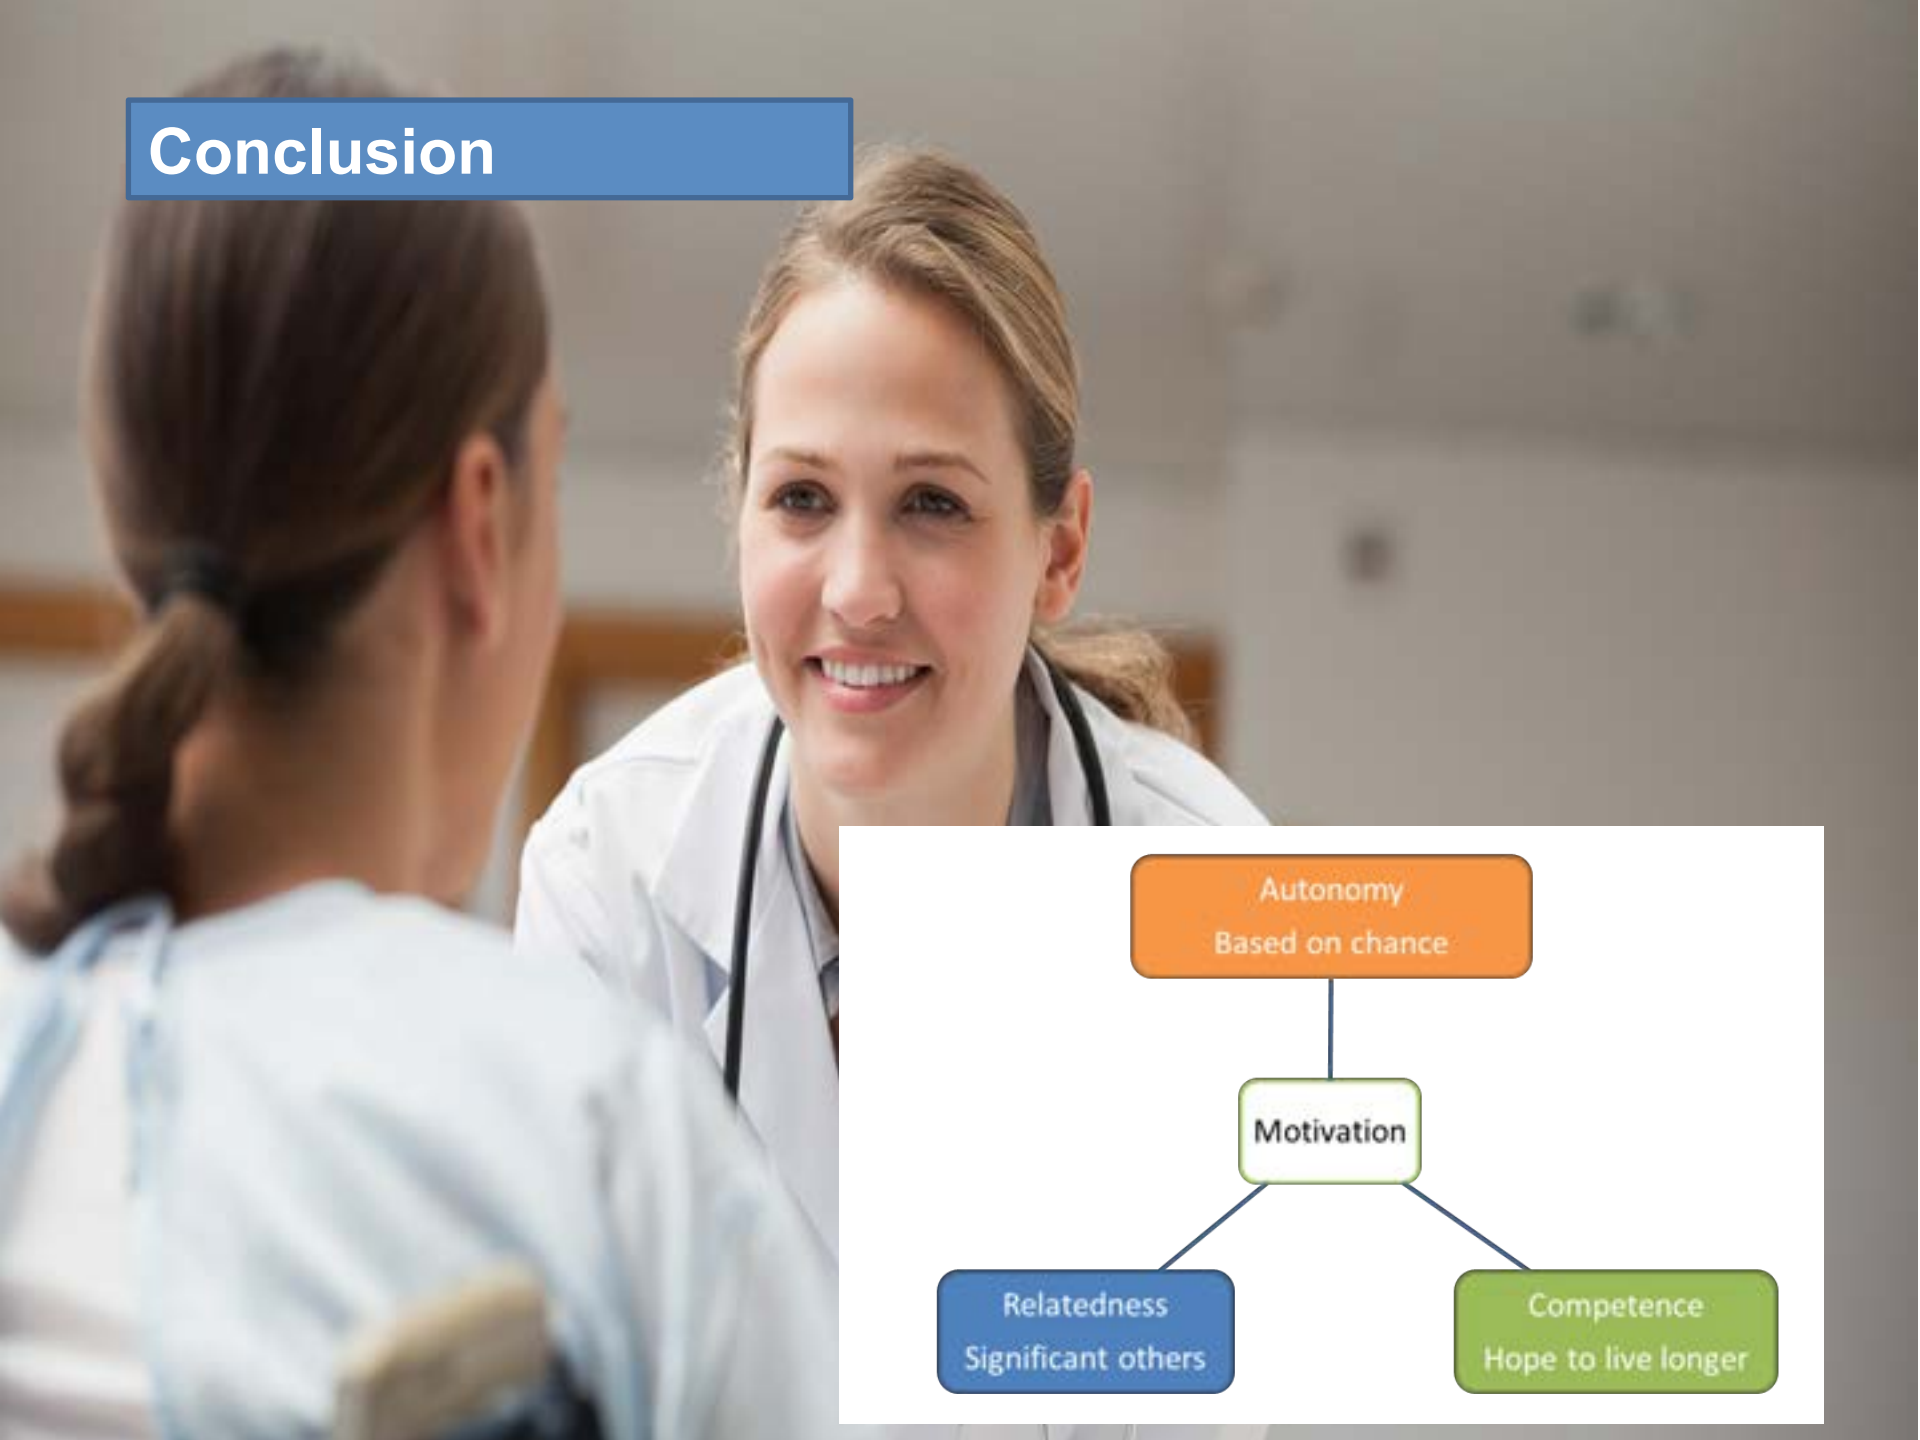 Conclusion
Autonomy
Based on chance
Motivation
Relatedness
Significant others
Competence
Hope to live longer